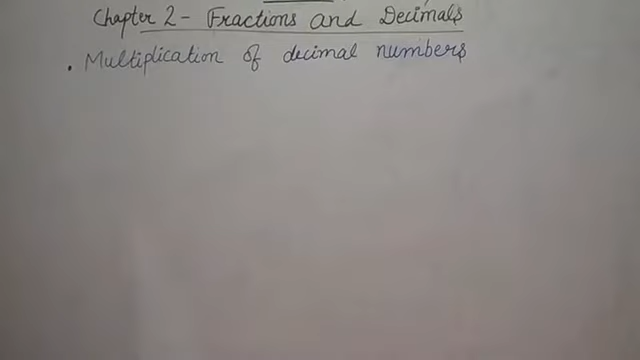 Chapter 2 - Fractions and Decimals
• Multiplication of decimal numbers